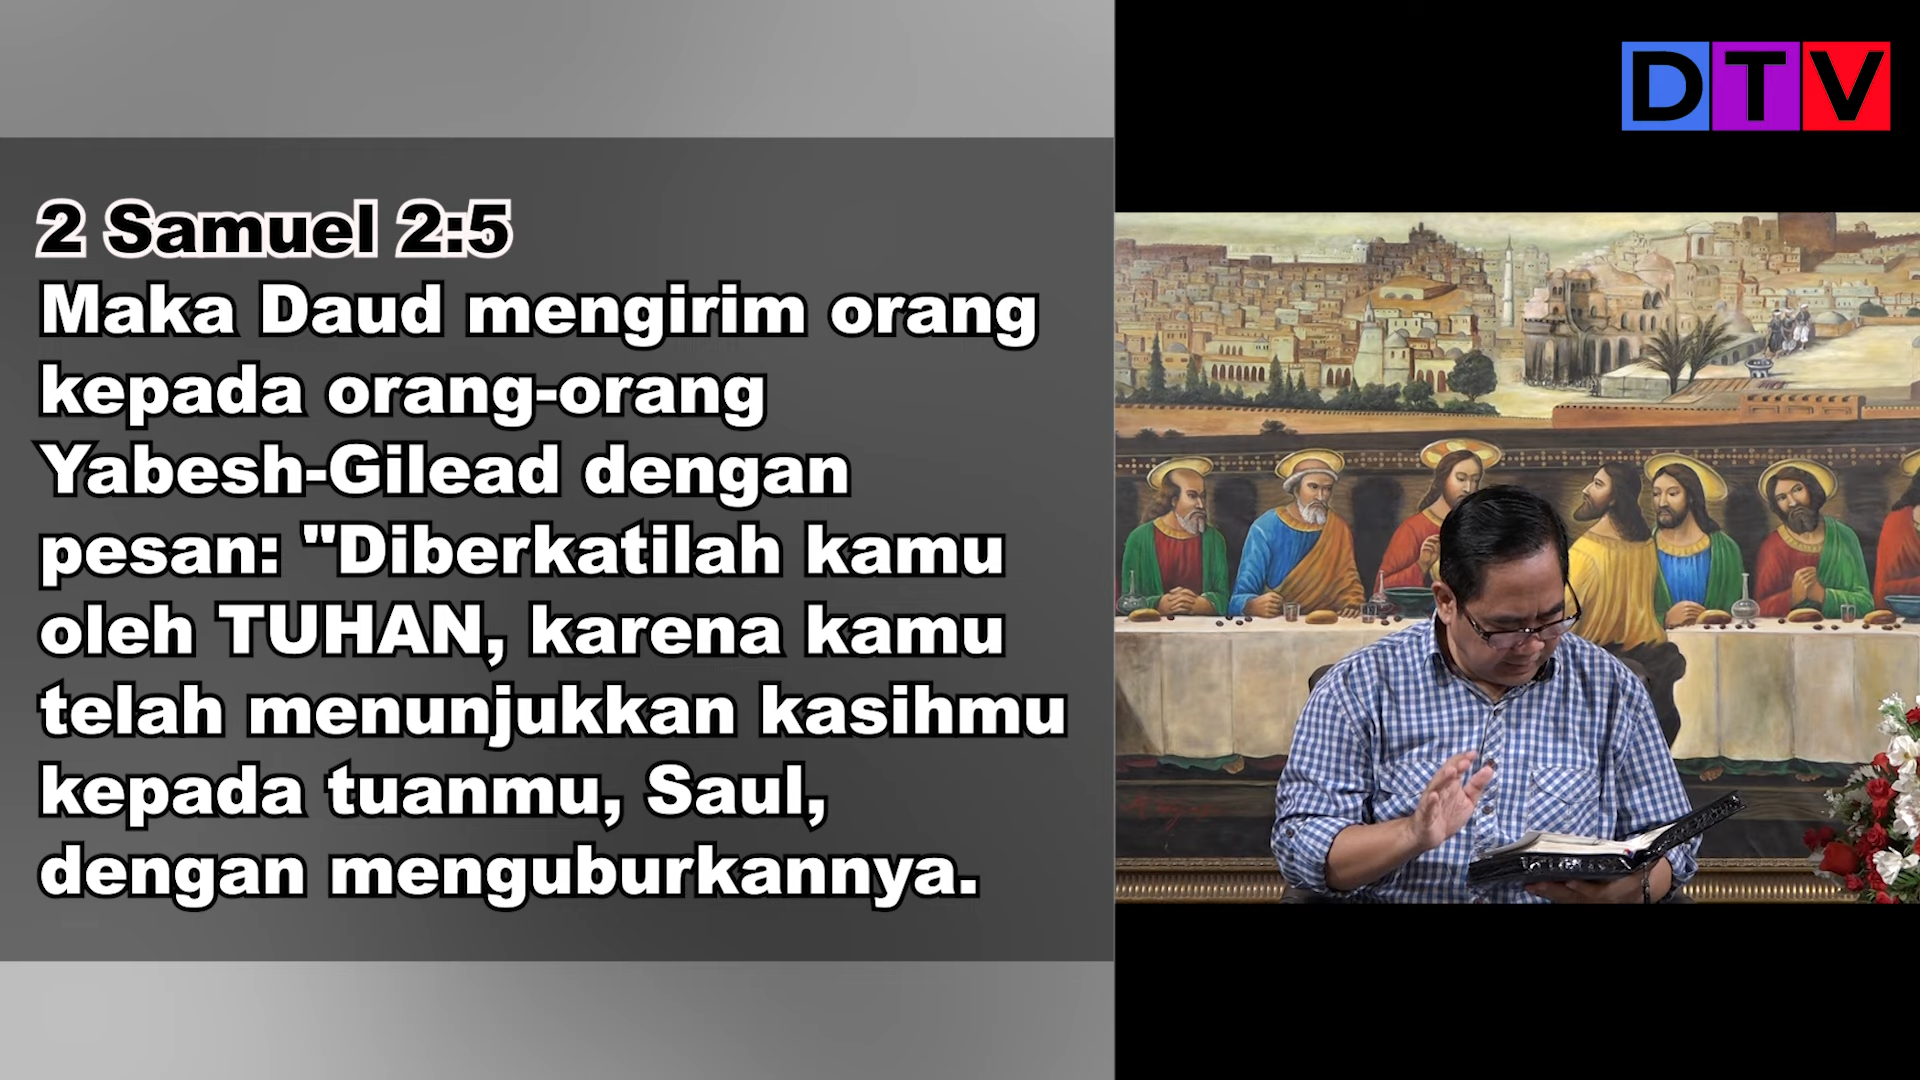 2 Samuel 2:5
Maka Daud mengirim orang
kepada orang-orang
Yabesh-Gilead dengan
pesan: "Diberkatilah kamu
oleh TUHAN, karena kamu
telah menunjukkan kasihmu
kepada tuanmu, Saul,
dengan menguburkannya.
DTV